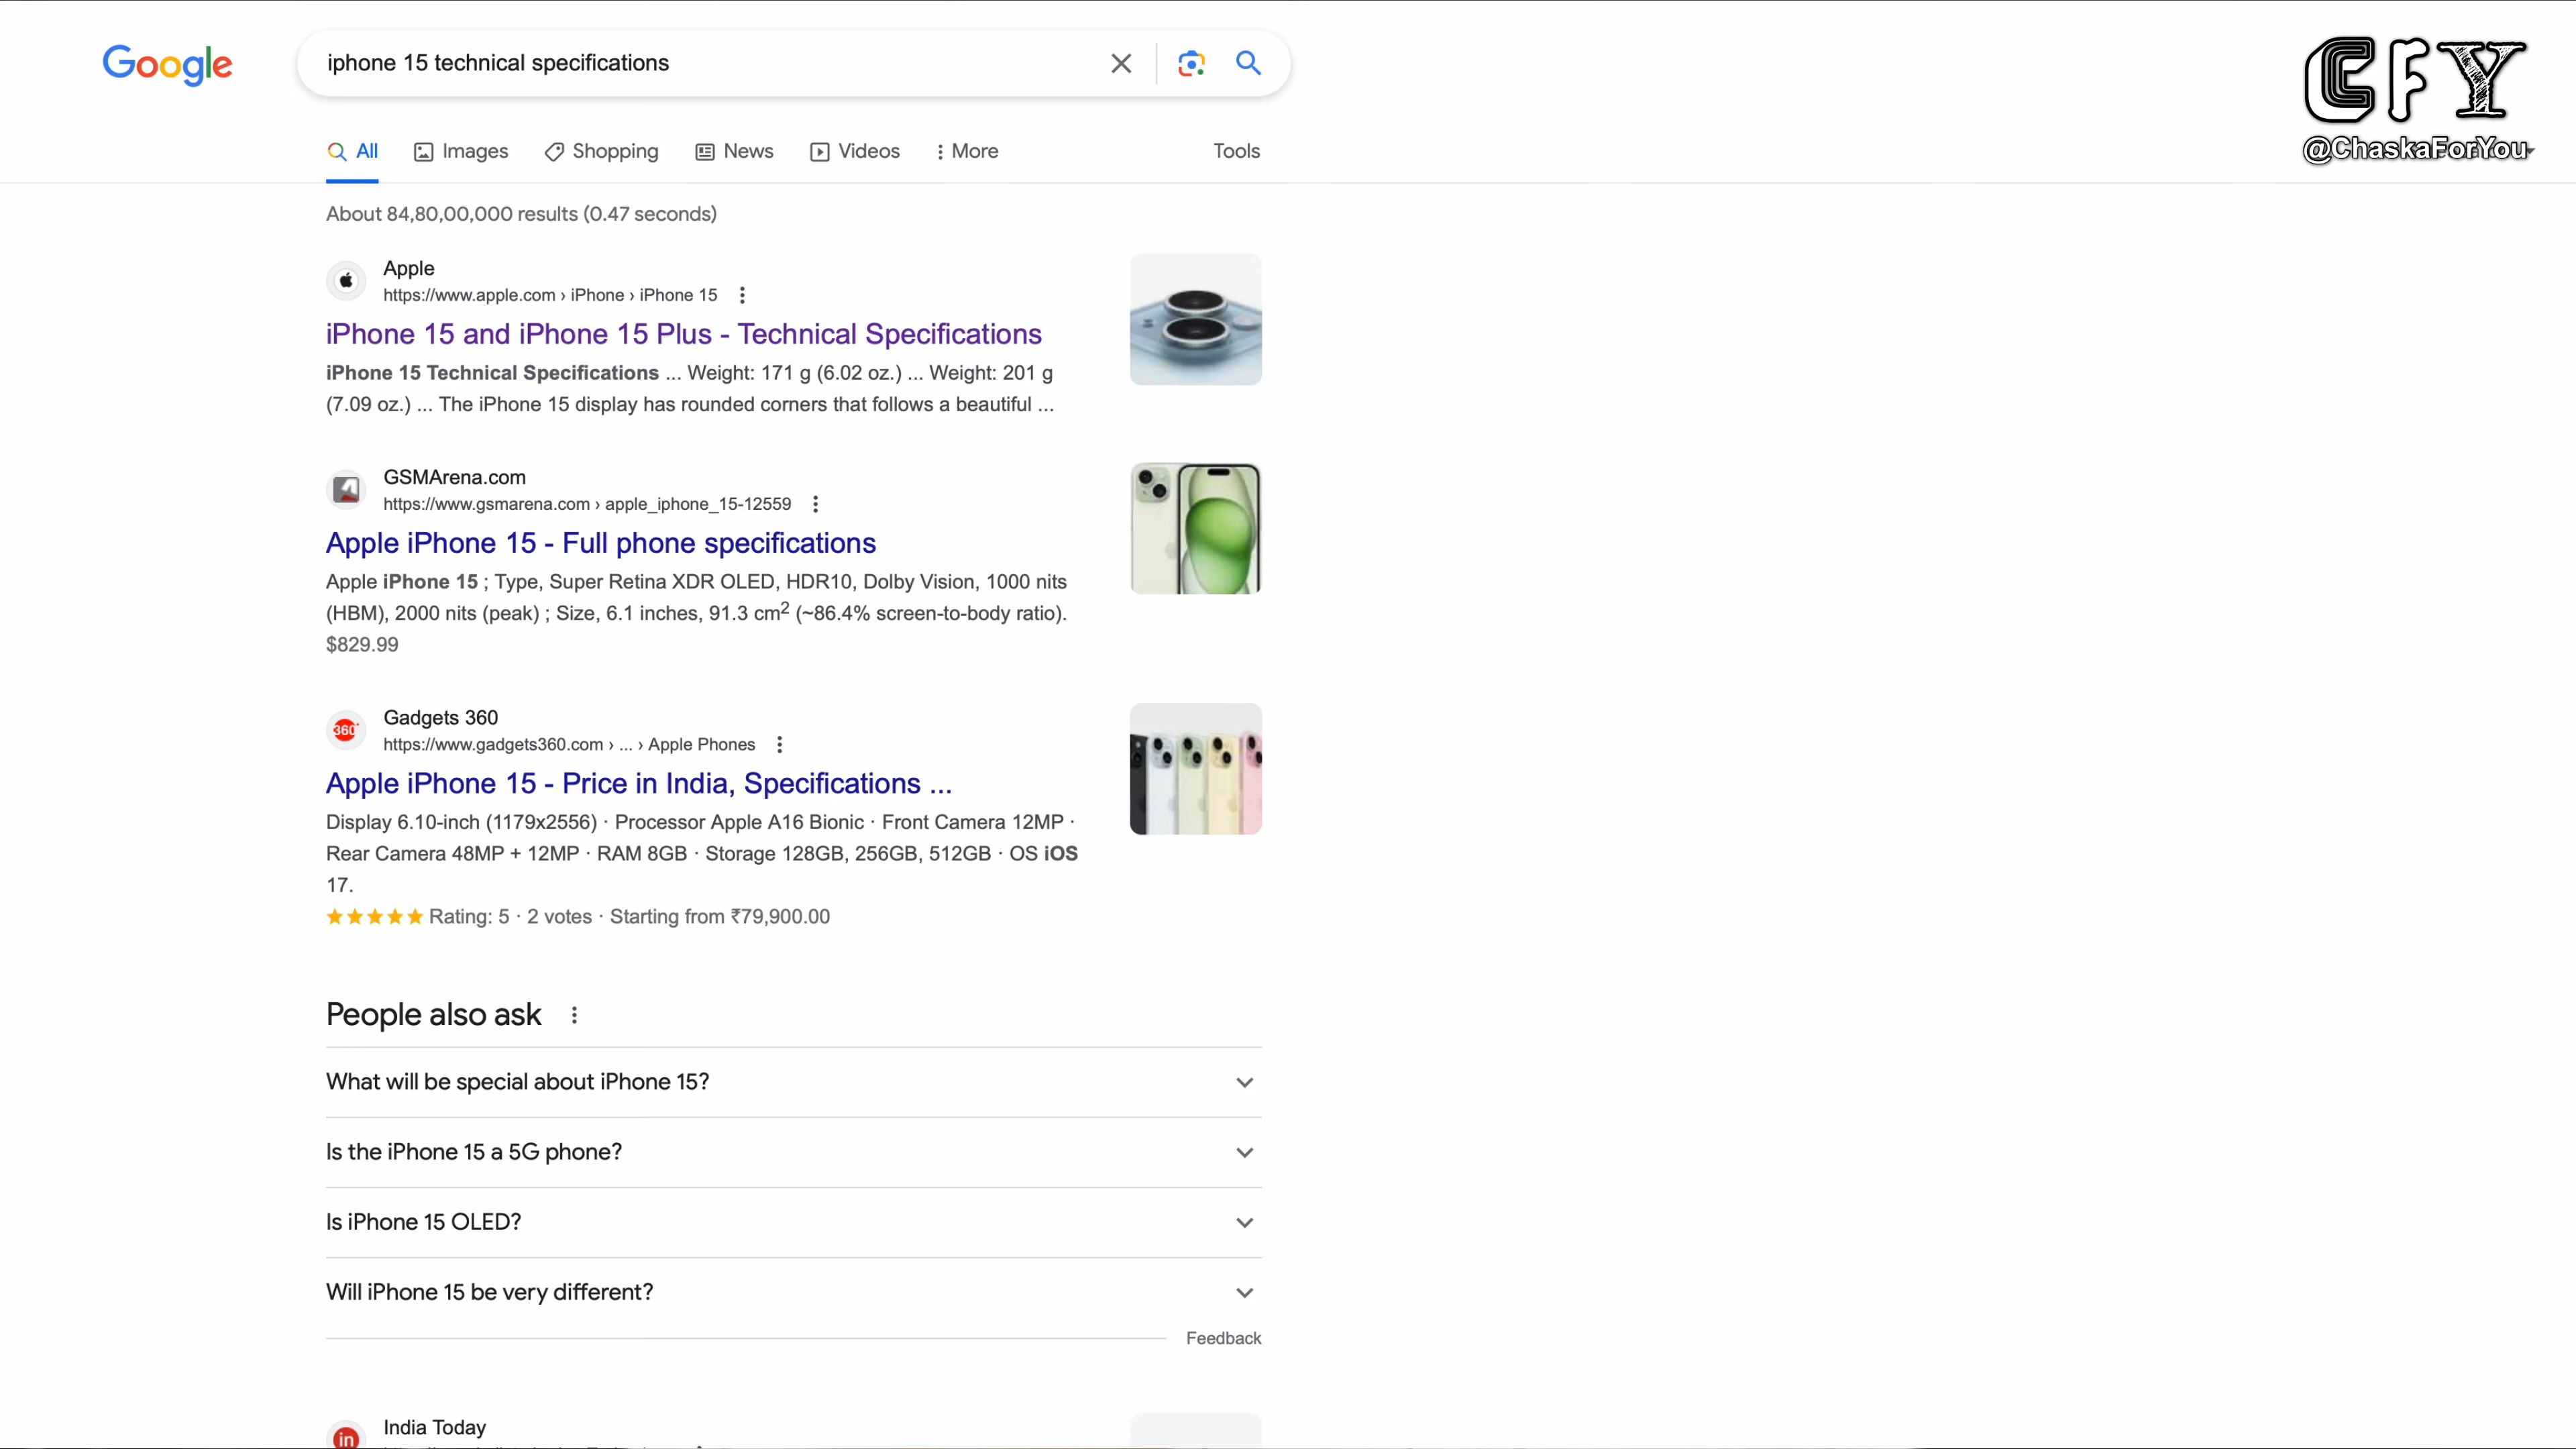 Google
iphone 15 technical specifications
CFY
@ChaskaForYou
All
Images
Shopping
News
Videos
More
Tools
About 84,80,00,000 results (0.47 seconds)
Apple
https://www.apple.com › iPhone › iPhone 15
iPhone 15 and iPhone 15 Plus - Technical Specifications
iPhone 15 Technical Specifications ... Weight: 171 g (6.02 oz.) ... Weight: 201 g
(7.09 oz.) ... The iPhone 15 display has rounded corners that follows a beautiful ...
GSMArena.com
https://www.gsmarena.com › apple_iphone_15-12559
Apple iPhone 15 - Full phone specifications
Apple iPhone 15 ; Type, Super Retina XDR OLED, HDR10, Dolby Vision, 1000 nits
(HBM), 2000 nits (peak) ; Size, 6.1 inches, 91.3 cm2 (~86.4% screen-to-body ratio).
$829.99
360
Gadgets 360
https://www.gadgets360.com › ... › Apple Phones
Apple iPhone 15 - Price in India, Specifications ...
Display 6.10-inch (1179x2556) · Processor Apple A16 Bionic · Front Camera 12MP ·
Rear Camera 48MP + 12MP · RAM 8GB · Storage 128GB, 256GB, 512GB · OS iOS
17.
Rating: 5 · 2 votes · Starting from ₹79,900.00
People also ask
What will be special about iPhone 15?
Is the iPhone 15 a 5G phone?
Is iPhone 15 OLED?
Will iPhone 15 be very different?
Feedback
in
India Today